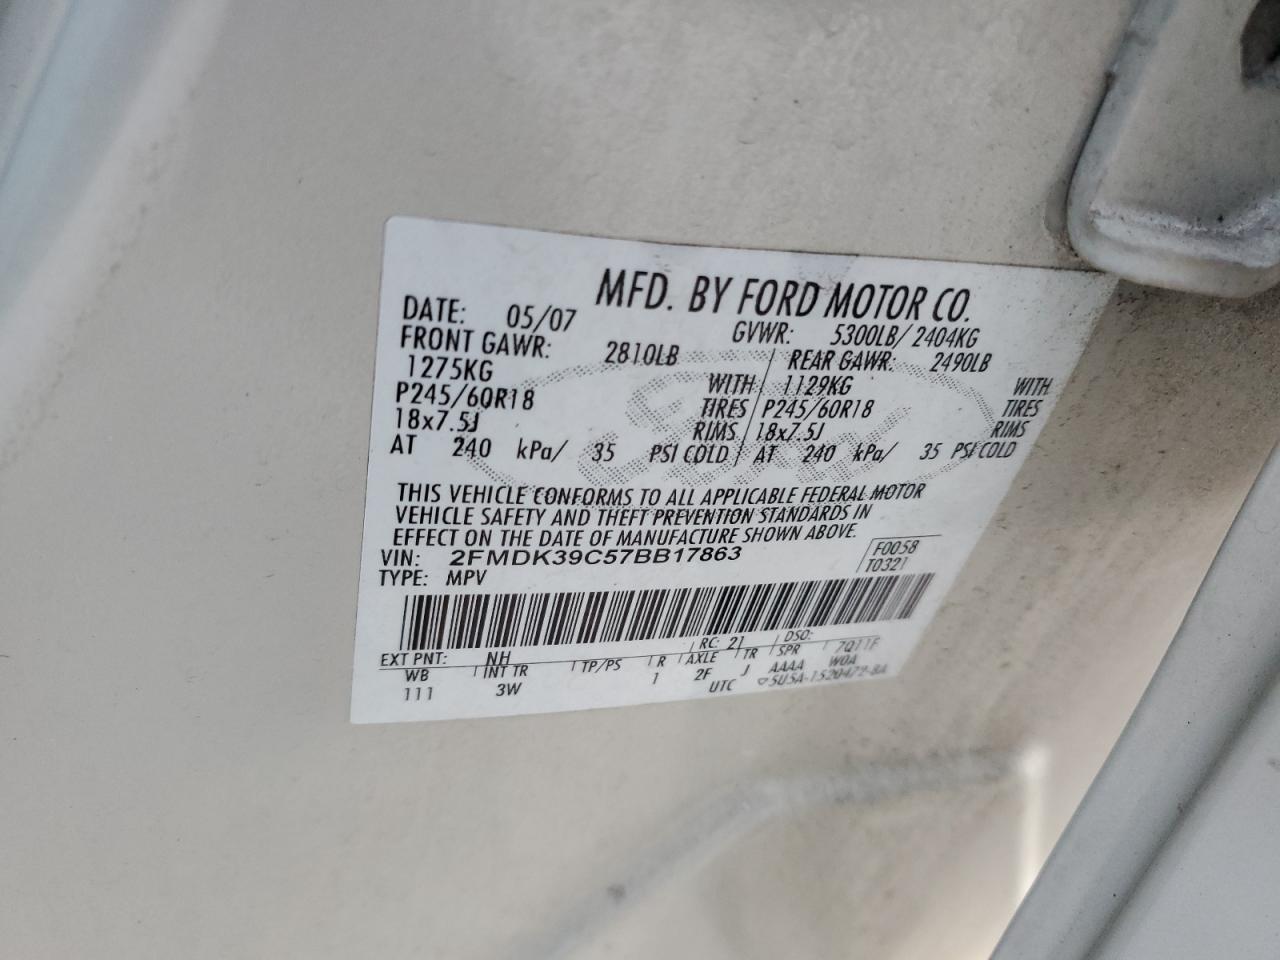 MFD. BY FORD MOTOR CO.
DATE: 05/07 GVWR: 5300LB/ 2404KG
FRONT GAWR: 2810LB REAR GAWR: 2490LB
1275KG WITH 1129KG WITH
P245/60R18 TIRES P245/60R18 TIRES
18x7.5J RIMS 18x7.5J RIMS
AT 240 kPa/ 35 PSI COLD AT 240 kPa/ 35 PSI COLD
THIS VEHICLE CONFORMS TO ALL APPLICABLE FEDERAL MOTOR
VEHICLE SAFETY AND THEFT PREVENTION STANDARDS IN
EFFECT ON THE DATE OF MANUFACTURE SHOWN ABOVE.
VIN: 2FMDK39C57BB17863 F0058
TYPE: MPV T0321
EXT PNT: NH RC: 21 DSO: 7Q11F
WB INT TR TP/PS R AXLE TR SPR WOA
111 3W 1 2F J AAAA
UTC 5U5A-1520472-BA